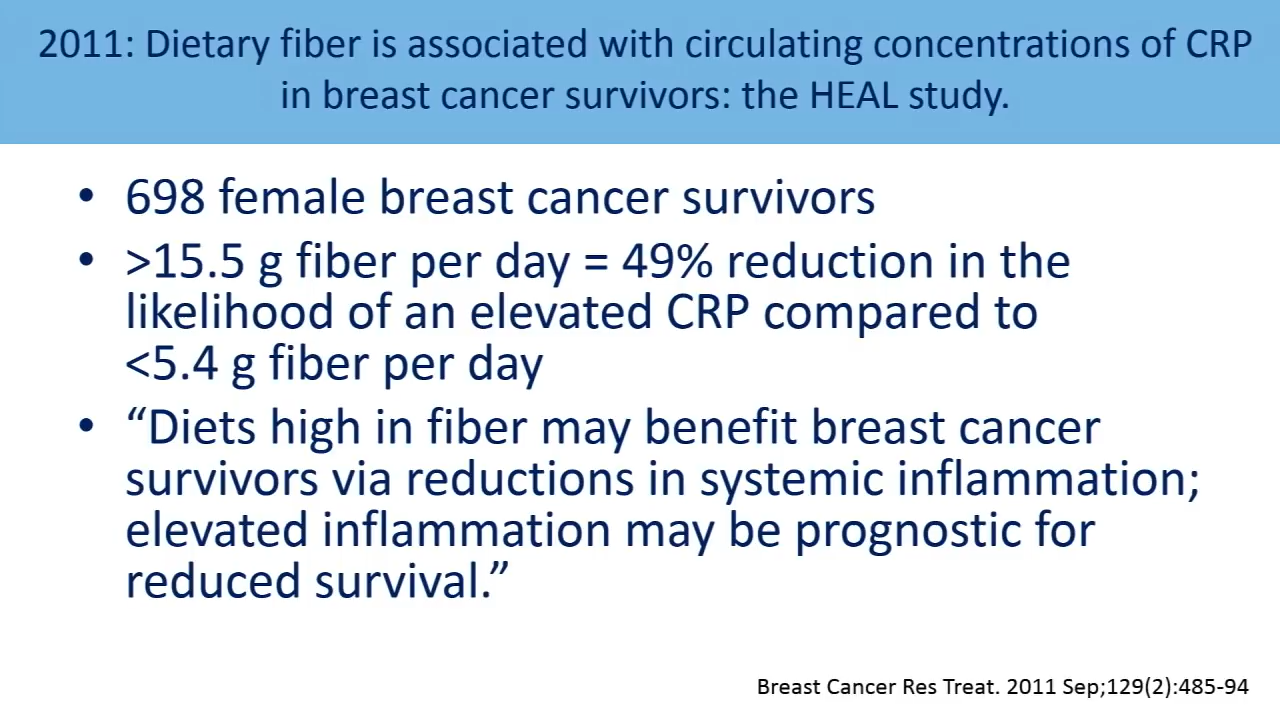 2011: Dietary fiber is associated with circulating concentrations of CRP
in breast cancer survivors: the HEAL study.
• 698 female breast cancer survivors
• >15.5 g fiber per day = 49% reduction in the
likelihood of an elevated CRP compared to
<5.4 g fiber per day
• “Diets high in fiber may benefit breast cancer
survivors via reductions in systemic inflammation;
elevated inflammation may be prognostic for
reduced survival.”
Breast Cancer Res Treat. 2011 Sep;129(2):485-94